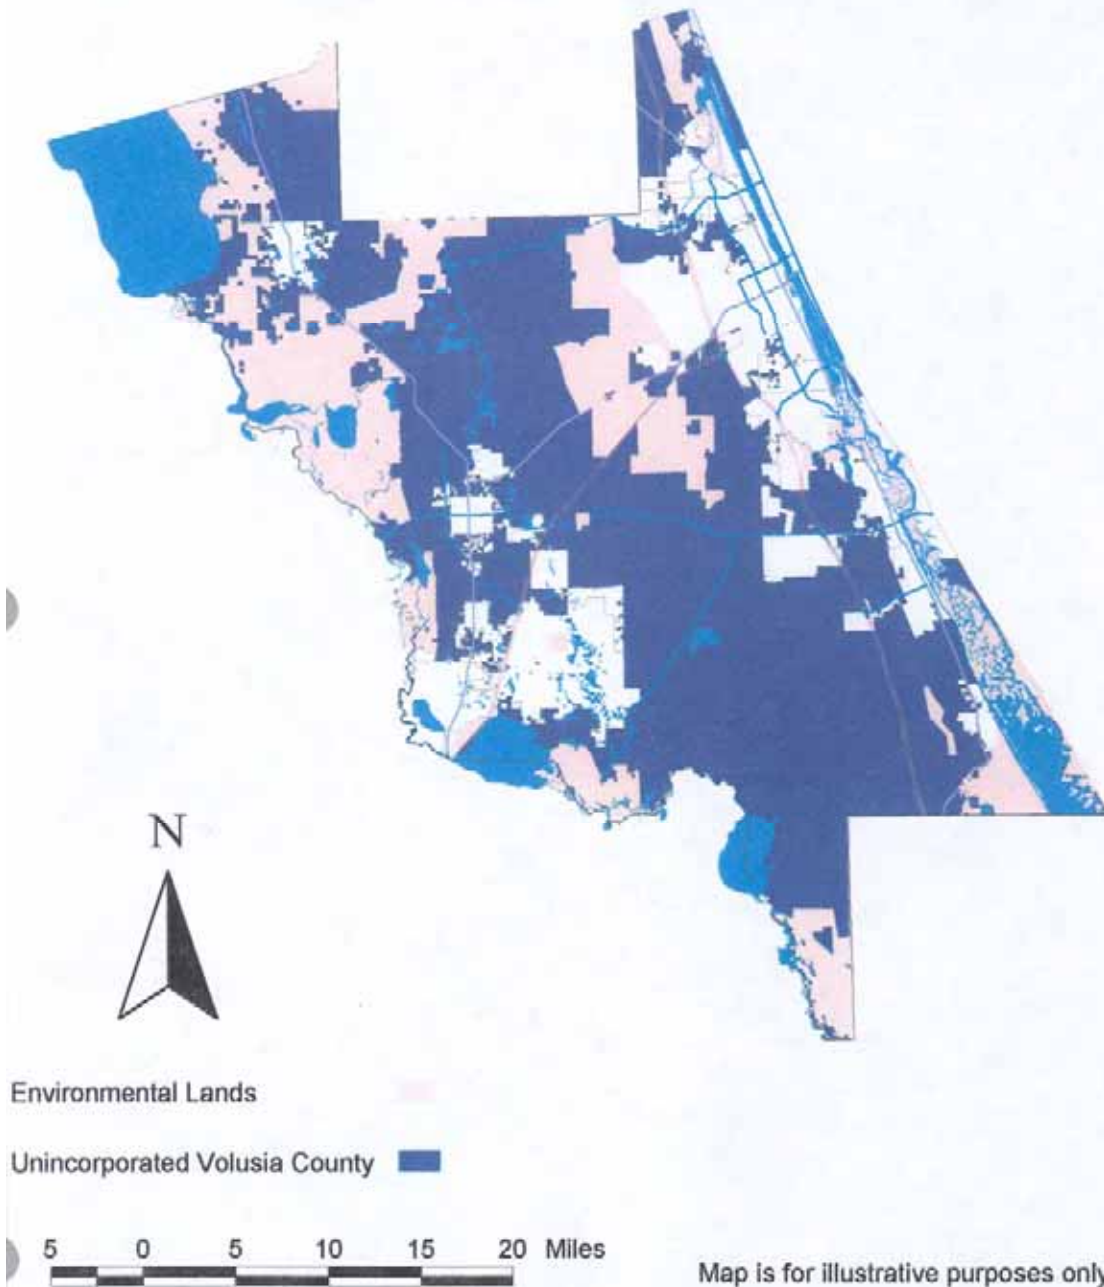 N
Environmental Lands
Unincorporated Volusia County
5 0 5 10 15 20 Miles
Map is for illustrative purposes only